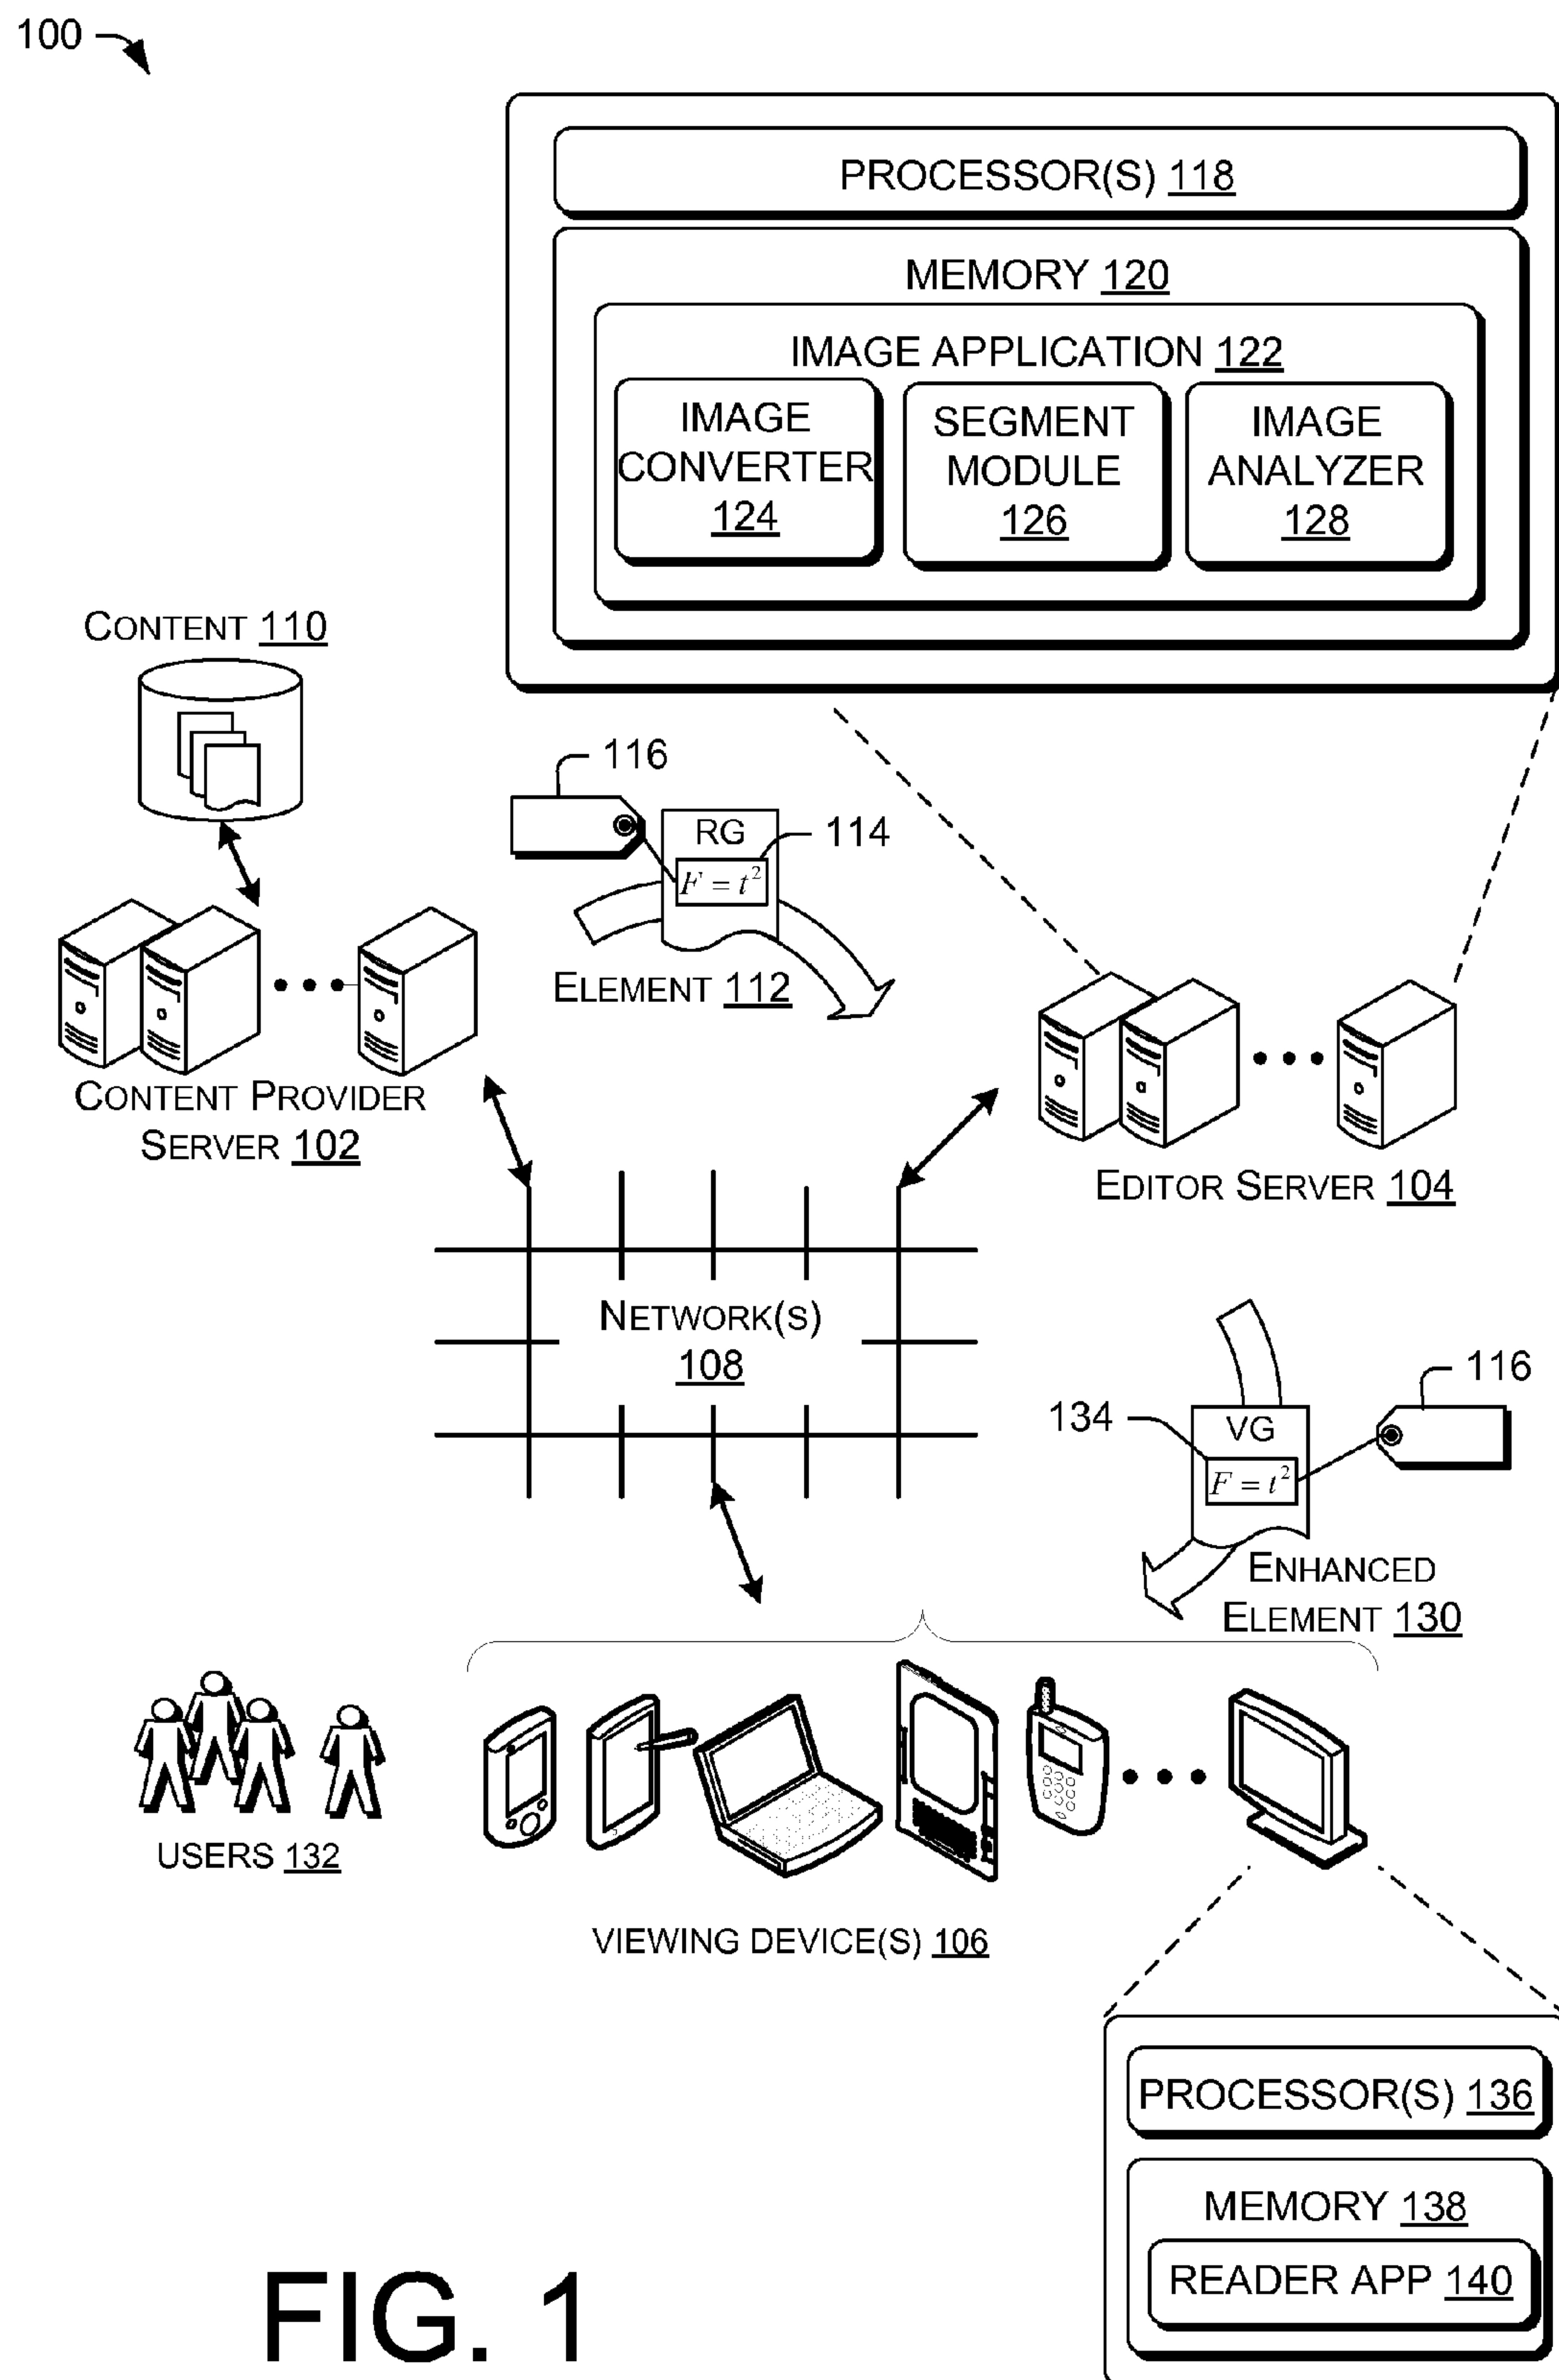 100
PROCESSOR(S) 118
MEMORY 120
IMAGE APPLICATION 122
IMAGE
CONVERTER
124
SEGMENT
MODULE
126
IMAGE
ANALYZER
128
CONTENT 110
116
RG
114
F = t²
ELEMENT 112
CONTENT PROVIDER
SERVER 102
EDITOR SERVER 104
NETWORK(S)
108
116
134
VG
F = t²
ENHANCED
ELEMENT 130
USERS 132
VIEWING DEVICE(S) 106
PROCESSOR(S) 136
MEMORY 138
READER APP 140
FIG. 1